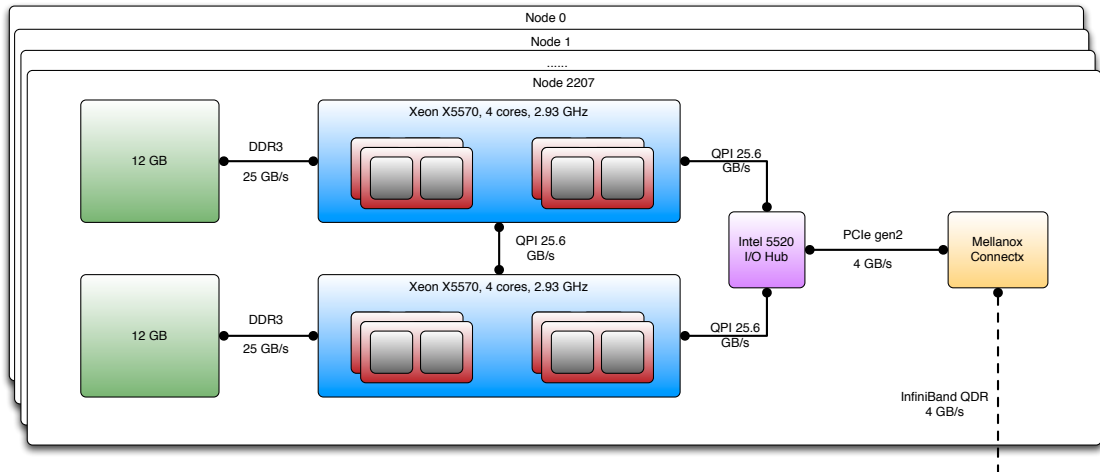 Node 0
Node 1
......
Node 2207
12 GB
DDR3
25 GB/s
Xeon X5570, 4 cores, 2.93 GHz
QPI 25.6
GB/s
QPI 25.6
GB/s
Intel 5520
I/O Hub
PCIe gen2
4 GB/s
Mellanox
Connectx
12 GB
DDR3
25 GB/s
Xeon X5570, 4 cores, 2.93 GHz
QPI 25.6
GB/s
InfiniBand QDR
4 GB/s